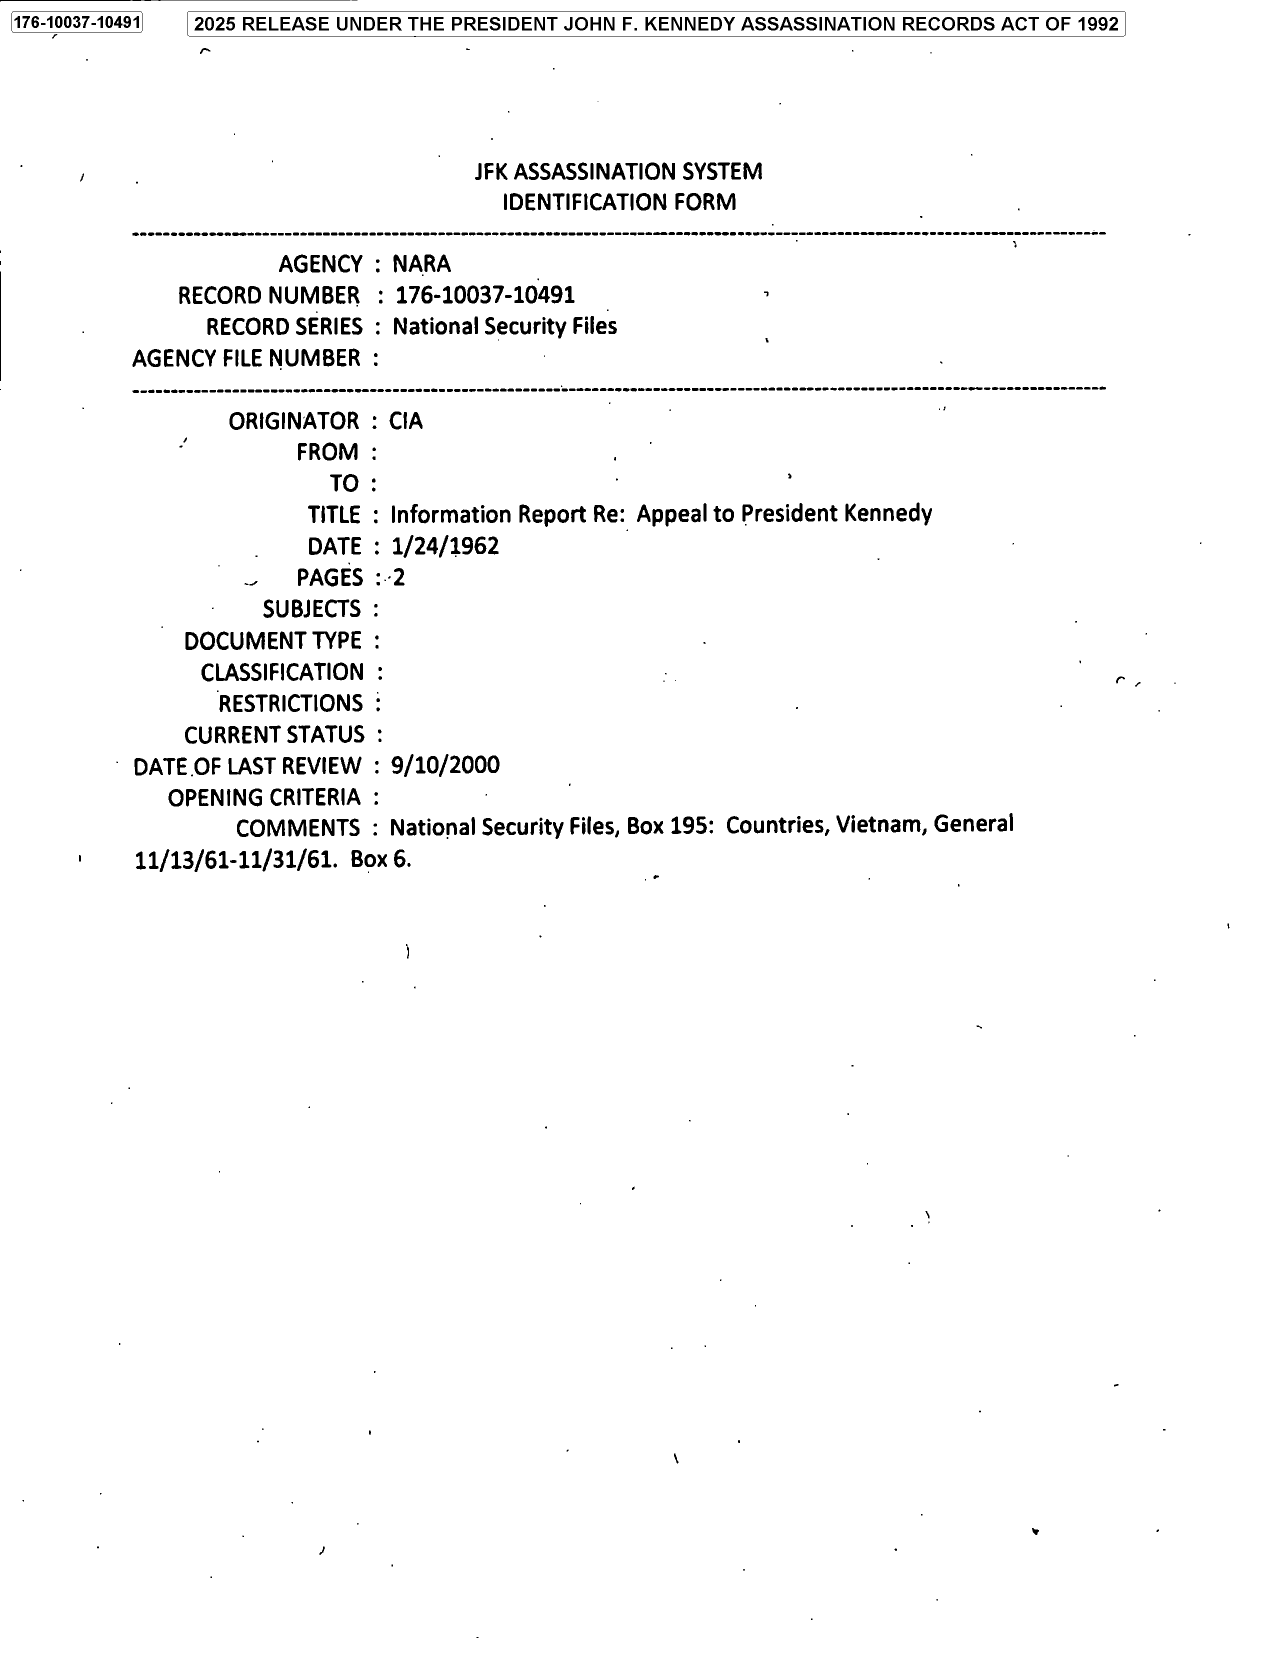 176-10037-10491
2025 RELEASE UNDER THE PRESIDENT JOHN F. KENNEDY ASSASSINATION RECORDS ACT OF 1992
JFK ASSASSINATION SYSTEM
IDENTIFICATION FORM
AGENCY : NARA
RECORD NUMBER : 176-10037-10491
RECORD SERIES : National Security Files
AGENCY FILE NUMBER :
ORIGINATOR : CIA
FROM :
TO :
TITLE : Information Report Re: Appeal to President Kennedy
DATE : 1/24/1962
PAGES : 2
SUBJECTS :
DOCUMENT TYPE :
CLASSIFICATION :
RESTRICTIONS :
CURRENT STATUS :
DATE OF LAST REVIEW : 9/10/2000
OPENING CRITERIA :
COMMENTS : National Security Files, Box 195: Countries, Vietnam, General
11/13/61-11/31/61. Box 6.